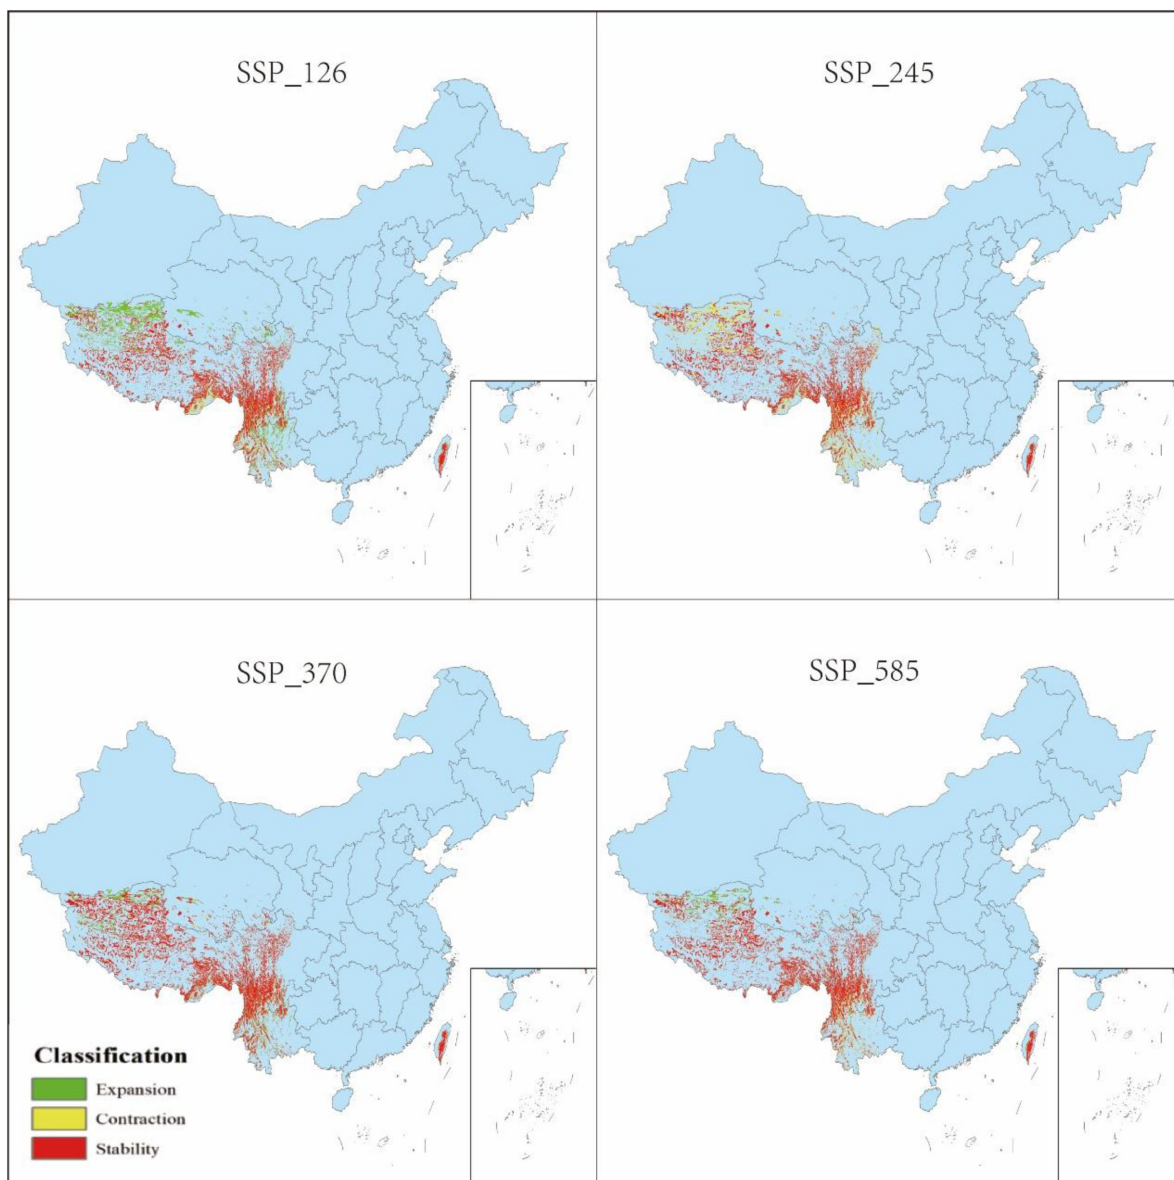 SSP_126
SSP_245
SSP_370
SSP_585
Classification
Expansion
Contraction
Stability